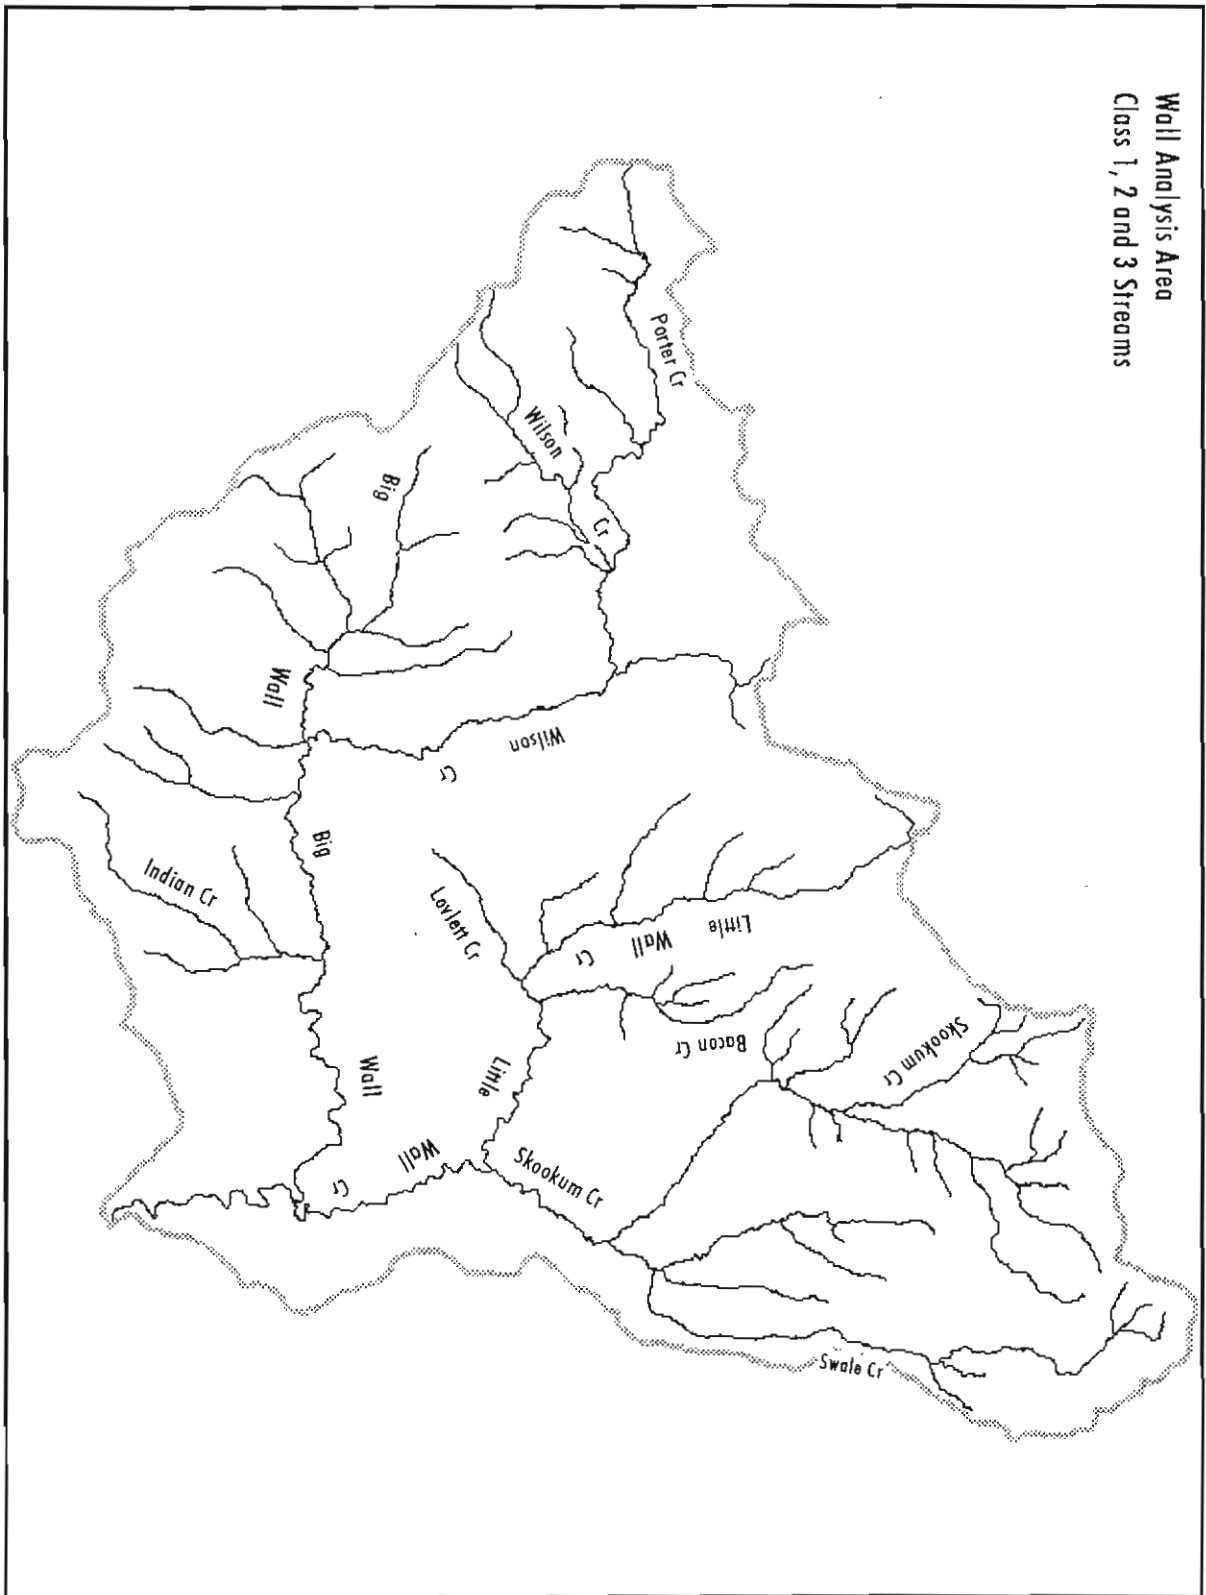 Wall Analysis Area
Class 1, 2 and 3 Streams
Porter Cr
Wilson
Cr
Big
Wall
Wilson
Cr
Big
Indian Cr
Lovlett Cr
Little
Wall
Cr
Bacon Cr
Skookum Cr
Wall
Little
Wall
Cr
Skookum Cr
Swale Cr